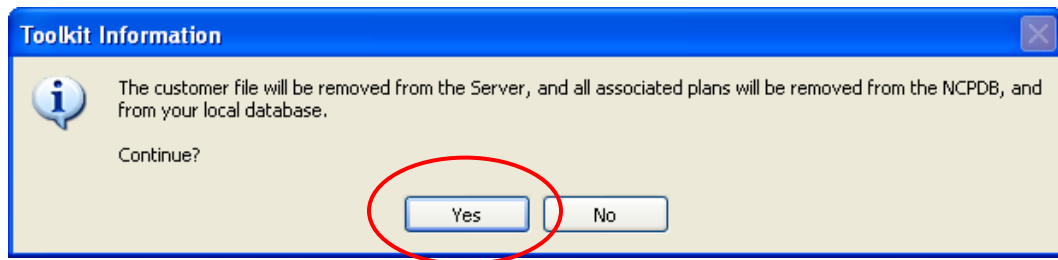 Toolkit Information
The customer file will be removed from the Server, and all associated plans will be removed from the NCPDB, and
from your local database.
Continue?
Yes
No